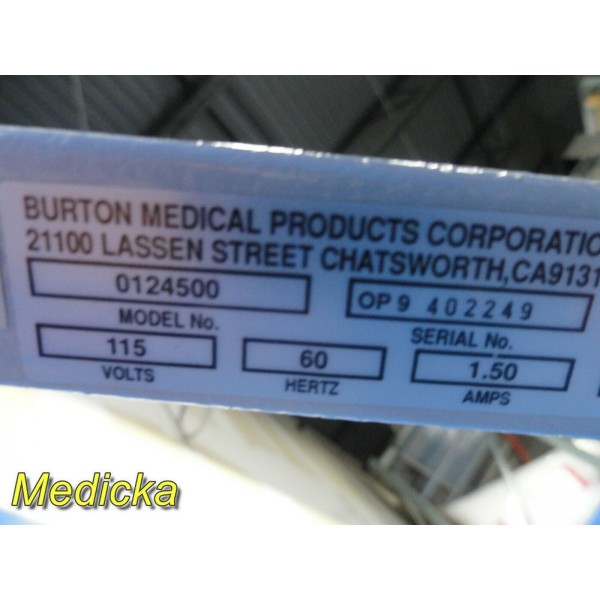 BURTON MEDICAL PRODUCTS CORPORATIO
21100 LASSEN STREET CHATSWORTH, CA9131
0124500
OP 9 402249
MODEL No.
SERIAL No.
115
60
1.50
VOLTS
HERTZ
AMPS
Medicka